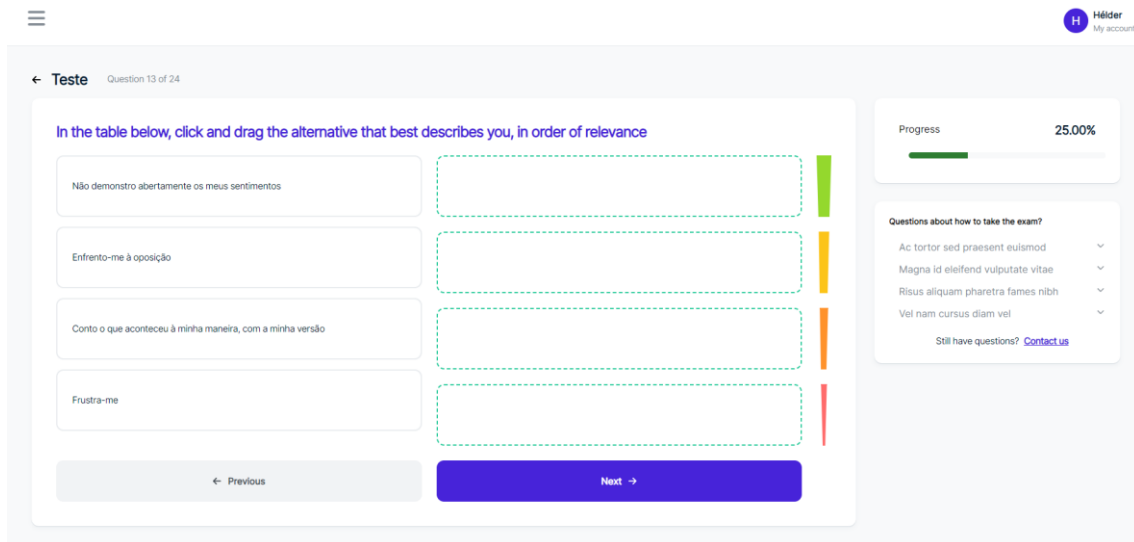 H
Hélder
My account
← Teste
Question 13 of 24
In the table below, click and drag the alternative that best describes you, in order of relevance
Não demonstro abertamente os meus sentimentos
Enfrento-me à oposição
Conto o que aconteceu à minha maneira, com a minha versão
Frustra-me
← Previous
Next →
Progress
25.00%
Questions about how to take the exam?
Ac tortor sed praesent euismod
Magna id eleifend vulputate vitae
Risus aliquam pharetra fames nibh
Vel nam cursus diam vel
Still have questions? Contact us